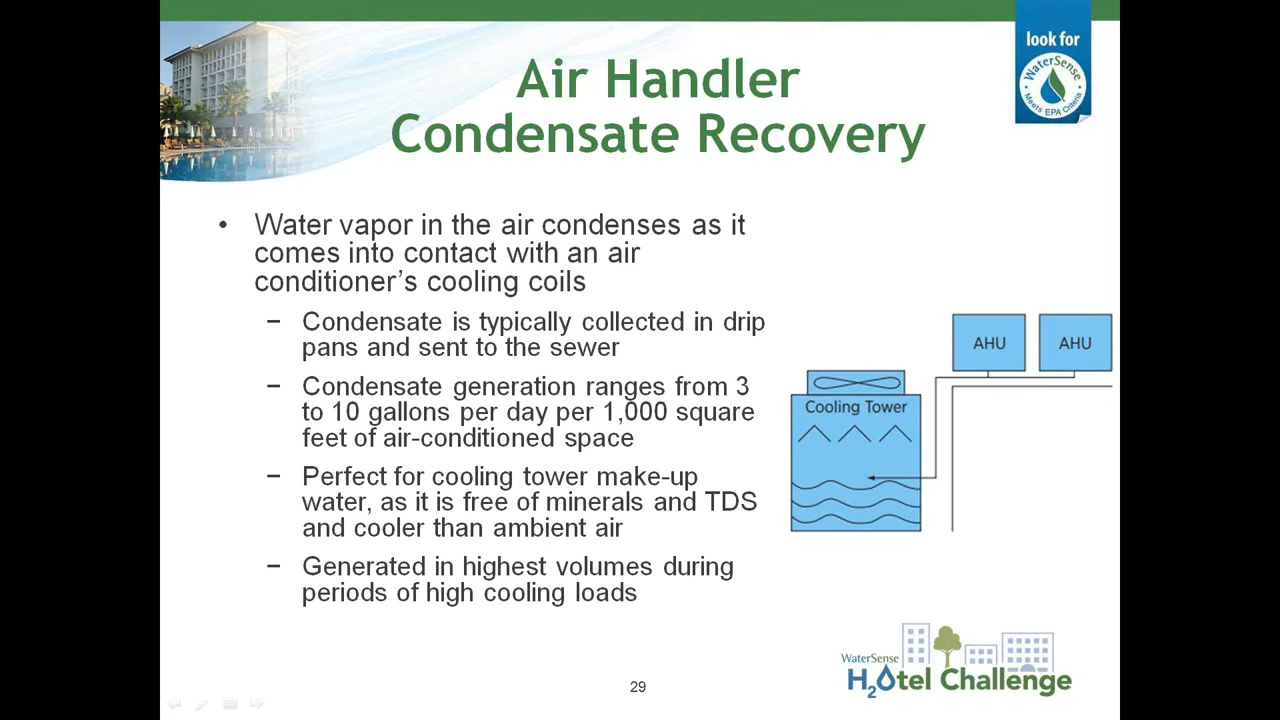 look for
WaterSense
Meets EPA Criteria
Air Handler
Condensate Recovery
• Water vapor in the air condenses as it
comes into contact with an air
conditioner’s cooling coils
− Condensate is typically collected in drip
pans and sent to the sewer
− Condensate generation ranges from 3
to 10 gallons per day per 1,000 square
feet of air-conditioned space
− Perfect for cooling tower make-up
water, as it is free of minerals and TDS
and cooler than ambient air
− Generated in highest volumes during
periods of high cooling loads
AHU
AHU
Cooling Tower
WaterSense
H2Otel Challenge
29